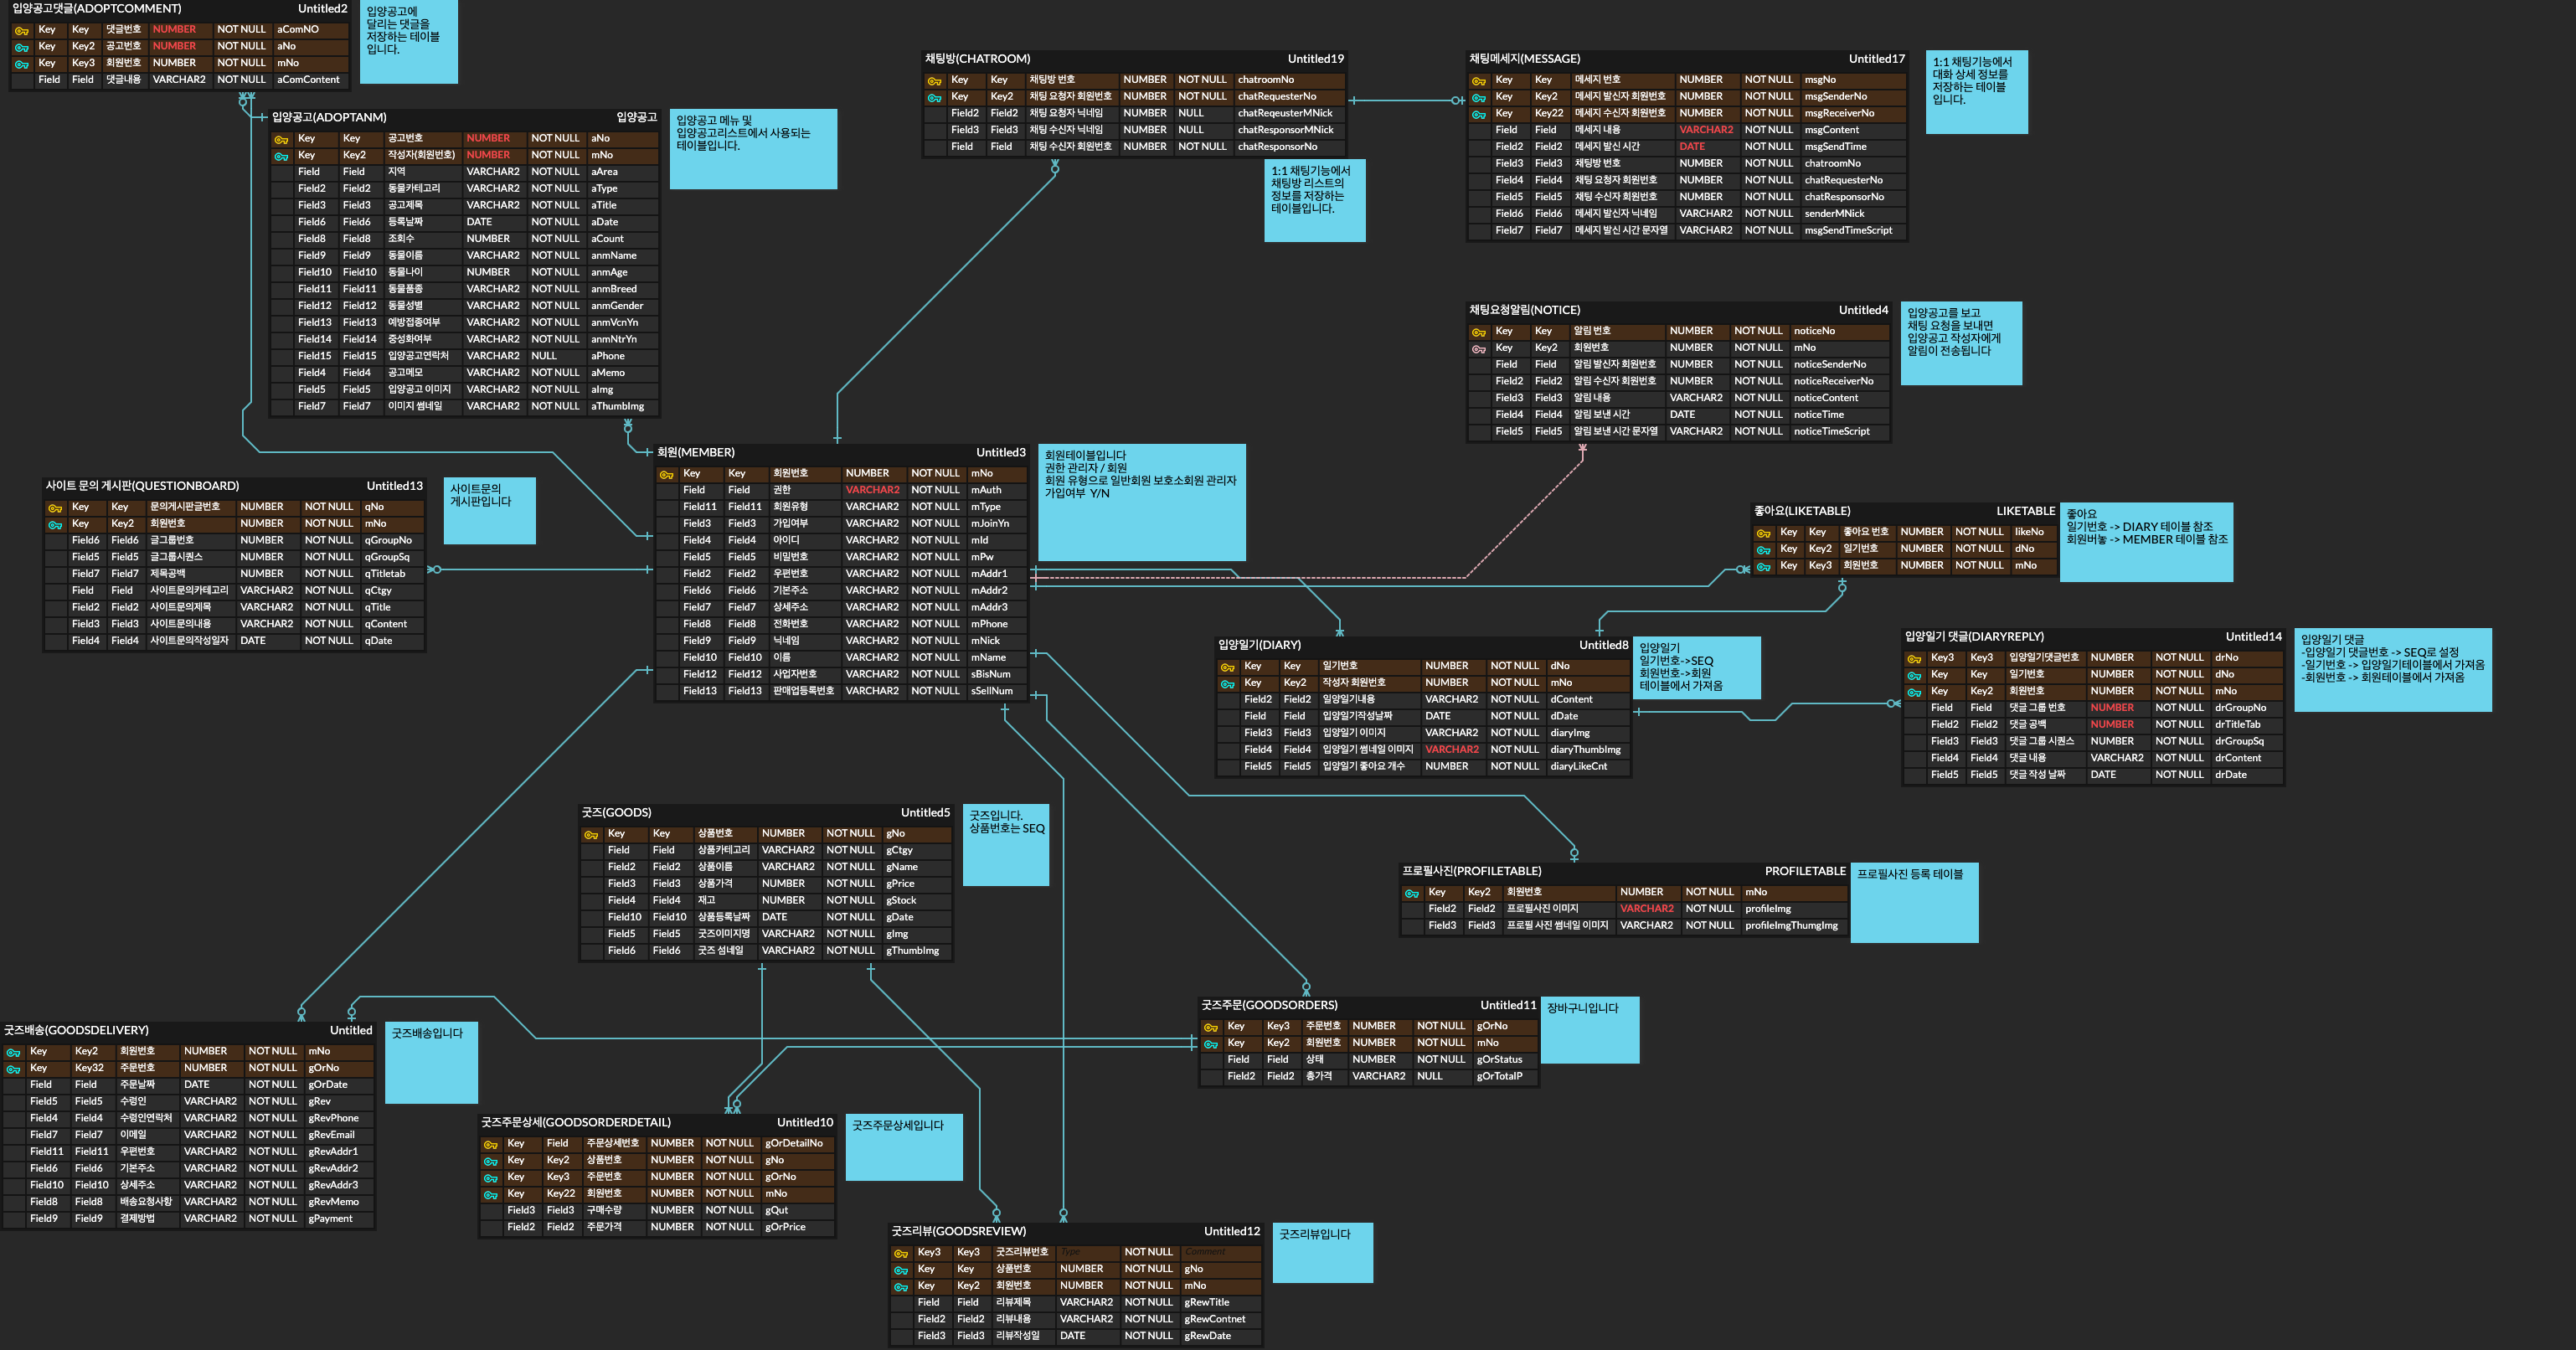 입양공고댓글(ADOPTCOMMENT) Untitled2
Key Key 댓글번호 NUMBER NOT NULL aComNO
Key Key2 공고번호 NUMBER NOT NULL aNo
Key Key3 회원번호 NUMBER NOT NULL mNo
Field Field 댓글내용 VARCHAR2 NOT NULL aComContent
입양공고에
달리는 댓글을
저장하는 테이블
입니다.
입양공고(ADOPTANM) 입양공고
Key Key 공고번호 NUMBER NOT NULL aNo
Key Key2 작성자(회원번호) NUMBER NOT NULL mNo
Field Field 지역 VARCHAR2 NOT NULL aArea
Field2 Field2 동물카테고리 VARCHAR2 NOT NULL aType
Field3 Field3 공고제목 VARCHAR2 NOT NULL aTitle
Field6 Field6 등록날짜 DATE NOT NULL aDate
Field8 Field8 조회수 NUMBER NOT NULL aCount
Field9 Field9 동물이름 VARCHAR2 NOT NULL anmName
Field10 Field10 동물나이 NUMBER NOT NULL anmAge
Field11 Field11 동물품종 VARCHAR2 NOT NULL anmBreed
Field12 Field12 동물성별 VARCHAR2 NOT NULL anmGender
Field13 Field13 예방접종여부 VARCHAR2 NOT NULL anmVcnYn
Field14 Field14 중성화여부 VARCHAR2 NOT NULL anmNtrYn
Field15 Field15 입양공고연락처 VARCHAR2 NULL aPhone
Field4 Field4 공고메모 VARCHAR2 NOT NULL aMemo
Field5 Field5 입양공고 이미지 VARCHAR2 NOT NULL aImg
Field7 Field7 이미지 썸네일 VARCHAR2 NOT NULL aThumbImg
입양공고 메뉴 및
입양공고리스트에서 사용되는
테이블입니다.
채팅방(CHATROOM) Untitled19
Key Key 채팅방 번호 NUMBER NOT NULL chatroomNo
Key Key2 채팅 요청자 회원번호 NUMBER NOT NULL chatRequesterNo
Field2 Field2 채팅 요청자 닉네임 NUMBER NULL chatReqeusterMNick
Field3 Field3 채팅 수신자 닉네임 NUMBER NULL chatResponsorMNick
Field Field 채팅 수신자 회원번호 NUMBER NOT NULL chatResponsorNo
1:1 채팅기능에서
채팅방 리스트의
정보를 저장하는
테이블입니다.
채팅메세지(MESSAGE) Untitled17
Key Key 메세지 번호 NUMBER NOT NULL msgNo
Key Key2 메세지 발신자 회원번호 NUMBER NOT NULL msgSenderNo
Key Key22 메세지 수신자 회원번호 NUMBER NOT NULL msgReceiverNo
Field Field 메세지 내용 VARCHAR2 NOT NULL msgContent
Field2 Field2 메세지 발신 시간 DATE NOT NULL msgSendTime
Field3 Field3 채팅방 번호 NUMBER NOT NULL chatroomNo
Field4 Field4 채팅 요청자 회원번호 NUMBER NOT NULL chatRequesterNo
Field5 Field5 채팅 수신자 회원번호 NUMBER NOT NULL chatResponsorNo
Field6 Field6 메세지 발신자 닉네임 VARCHAR2 NOT NULL senderMNick
Field7 Field7 메세지 발신 시간 문자열 VARCHAR2 NOT NULL msgSendTimeScript
1:1 채팅기능에서
대화 상세 정보를
저장하는 테이블
입니다.
채팅요청알림(NOTICE) Untitled4
Key Key 알림 번호 NUMBER NOT NULL noticeNo
Key Key2 회원번호 NUMBER NOT NULL mNo
Field Field 알림 발신자 회원번호 NUMBER NOT NULL noticeSenderNo
Field2 Field2 알림 수신자 회원번호 NUMBER NOT NULL noticeReceiverNo
Field3 Field3 알림 내용 VARCHAR2 NOT NULL noticeContent
Field4 Field4 알림 보낸 시간 DATE NOT NULL noticeTime
Field5 Field5 알림 보낸 시간 문자열 VARCHAR2 NOT NULL noticeTimeScript
입양공고를 보고
채팅 요청을 보내면
입양공고 작성자에게
알림이 전송됩니다
회원(MEMBER) Untitled3
Key Key 회원번호 NUMBER NOT NULL mNo
Field Field 권한 VARCHAR2 NOT NULL mAuth
Field11 Field11 회원유형 VARCHAR2 NOT NULL mType
Field3 Field3 가입여부 VARCHAR2 NOT NULL mJoinYn
Field4 Field4 아이디 VARCHAR2 NOT NULL mId
Field5 Field5 비밀번호 VARCHAR2 NOT NULL mPw
Field2 Field2 우편번호 VARCHAR2 NOT NULL mAddr1
Field6 Field6 기본주소 VARCHAR2 NOT NULL mAddr2
Field7 Field7 상세주소 VARCHAR2 NOT NULL mAddr3
Field8 Field8 전화번호 VARCHAR2 NOT NULL mPhone
Field9 Field9 닉네임 VARCHAR2 NOT NULL mNick
Field10 Field10 이름 VARCHAR2 NOT NULL mName
Field12 Field12 사업자번호 VARCHAR2 NOT NULL sBisNum
Field13 Field13 판매업등록번호 VARCHAR2 NOT NULL sSellNum
회원테이블입니다
권한 관리자 / 회원
회원 유형으로 일반회원 보호소회원 관리자
가입여부 Y/N
사이트 문의 게시판(QUESTIONBOARD) Untitled13
Key Key 문의게시판글번호 NUMBER NOT NULL qNo
Key Key2 회원번호 NUMBER NOT NULL mNo
Field6 Field6 글그룹번호 NUMBER NOT NULL qGroupNo
Field5 Field5 글그룹시퀀스 NUMBER NOT NULL qGroupSq
Field7 Field7 제목공백 NUMBER NOT NULL qTitletab
Field Field 사이트문의카테고리 VARCHAR2 NOT NULL qCtgy
Field2 Field2 사이트문의제목 VARCHAR2 NOT NULL qTitle
Field3 Field3 사이트문의내용 VARCHAR2 NOT NULL qContent
Field4 Field4 사이트문의작성일자 DATE NOT NULL qDate
사이트문의
게시판입니다
좋아요(LIKETABLE) LIKETABLE
Key Key 좋아요 번호 NUMBER NOT NULL likeNo
Key Key2 일기번호 NUMBER NOT NULL dNo
Key Key3 회원번호 NUMBER NOT NULL mNo
좋아요
일기번호 -> DIARY 테이블 참조
회원버놓 -> MEMBER 테이블 참조
입양일기(DIARY) Untitled8
Key Key 일기번호 NUMBER NOT NULL dNo
Key Key2 작성자 회원번호 NUMBER NOT NULL mNo
Field2 Field2 일양일기내용 VARCHAR2 NOT NULL dContent
Field Field 입양일기작성날짜 DATE NOT NULL dDate
Field3 Field3 입양일기 이미지 VARCHAR2 NOT NULL diaryImg
Field4 Field4 입양일기 썸네일 이미지 VARCHAR2 NOT NULL diaryThumbImg
Field5 Field5 입양일기 좋아요 개수 NUMBER NOT NULL diaryLikeCnt
입양일기
일기번호->SEQ
회원번호->회원
테이블에서 가져옴
입양일기 댓글(DIARYREPLY) Untitled14
Key3 Key3 입양일기댓글번호 NUMBER NOT NULL drNo
Key Key 일기번호 NUMBER NOT NULL dNo
Key Key2 회원번호 NUMBER NOT NULL mNo
Field Field 댓글 그룹 번호 NUMBER NOT NULL drGroupNo
Field2 Field2 댓글 공백 NUMBER NOT NULL drTitleTab
Field3 Field3 댓글 그룹 시퀀스 NUMBER NOT NULL drGroupSq
Field4 Field4 댓글 내용 VARCHAR2 NOT NULL drContent
Field5 Field5 댓글 작성 날짜 DATE NOT NULL drDate
입양일기 댓글
-입양일기 댓글번호 -> SEQ로 설정
-일기번호 -> 입양일기테이블에서 가져옴
-회원번호 -> 회원테이블에서 가져옴
굿즈(GOODS) Untitled5
Key Key 상품번호 NUMBER NOT NULL gNo
Field Field 상품카테고리 VARCHAR2 NOT NULL gCtgy
Field2 Field2 상품이름 VARCHAR2 NOT NULL gName
Field3 Field3 상품가격 NUMBER NOT NULL gPrice
Field4 Field4 재고 NUMBER NOT NULL gStock
Field10 Field10 상품등록날짜 DATE NOT NULL gDate
Field5 Field5 굿즈이미지명 VARCHAR2 NOT NULL gImg
Field6 Field6 굿즈 섬네일 VARCHAR2 NOT NULL gThumbImg
굿즈입니다.
상품번호는 SEQ
프로필사진(PROFILETABLE) PROFILETABLE
Key Key2 회원번호 NUMBER NOT NULL mNo
Field2 Field2 프로필사진 이미지 VARCHAR2 NOT NULL profileImg
Field3 Field3 프로필 사진 썸네일 이미지 VARCHAR2 NOT NULL profileImgThumgImg
프로필사진 등록 테이블
굿즈주문(GOODSORDERS) Untitled11
Key Key3 주문번호 NUMBER NOT NULL gOrNo
Key Key2 회원번호 NUMBER NOT NULL mNo
Field Field 상태 NUMBER NOT NULL gOrStatus
Field2 Field2 총가격 VARCHAR2 NULL gOrTotalP
장바구니입니다
굿즈배송(GOODSDELIVERY) Untitled
Key Key2 회원번호 NUMBER NOT NULL mNo
Key Key32 주문번호 NUMBER NOT NULL gOrNo
Field Field 주문날짜 DATE NOT NULL gOrDate
Field5 Field5 수령인 VARCHAR2 NOT NULL gRev
Field4 Field4 수령인연락처 VARCHAR2 NOT NULL gRevPhone
Field7 Field7 이메일 VARCHAR2 NOT NULL gRevEmail
Field11 Field11 우편번호 VARCHAR2 NOT NULL gRevAddr1
Field6 Field6 기본주소 VARCHAR2 NOT NULL gRevAddr2
Field10 Field10 상세주소 VARCHAR2 NOT NULL gRevAddr3
Field8 Field8 배송요청사항 VARCHAR2 NOT NULL gRevMemo
Field9 Field9 결제방법 VARCHAR2 NOT NULL gPayment
굿즈배송입니다
굿즈주문상세(GOODSORDERDETAIL) Untitled10
Key Field 주문상세번호 NUMBER NOT NULL gOrDetailNo
Key Key2 상품번호 NUMBER NOT NULL gNo
Key Key3 주문번호 NUMBER NOT NULL gOrNo
Key Key22 회원번호 NUMBER NOT NULL mNo
Field3 Field3 구매수량 NUMBER NOT NULL gQut
Field2 Field2 주문가격 NUMBER NOT NULL gOrPrice
굿즈주문상세입니다
굿즈리뷰(GOODSREVIEW) Untitled12
Key3 Key3 굿즈리뷰번호 Type NOT NULL Comment
Key Key 상품번호 NUMBER NOT NULL gNo
Key Key2 회원번호 NUMBER NOT NULL mNo
Field Field 리뷰제목 VARCHAR2 NOT NULL gRewTitle
Field2 Field2 리뷰내용 VARCHAR2 NOT NULL gRewContnet
Field3 Field3 리뷰작성일 DATE NOT NULL gRewDate
굿즈리뷰입니다